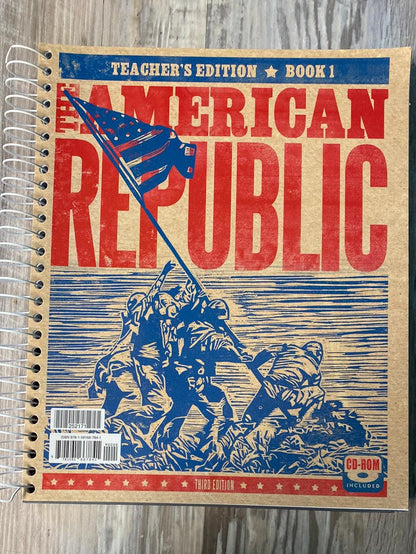 TEACHER'S EDITION ★ BOOK 1
THE AMERICAN
REPUBLIC
CD-ROM
INCLUDED
THIRD EDITION